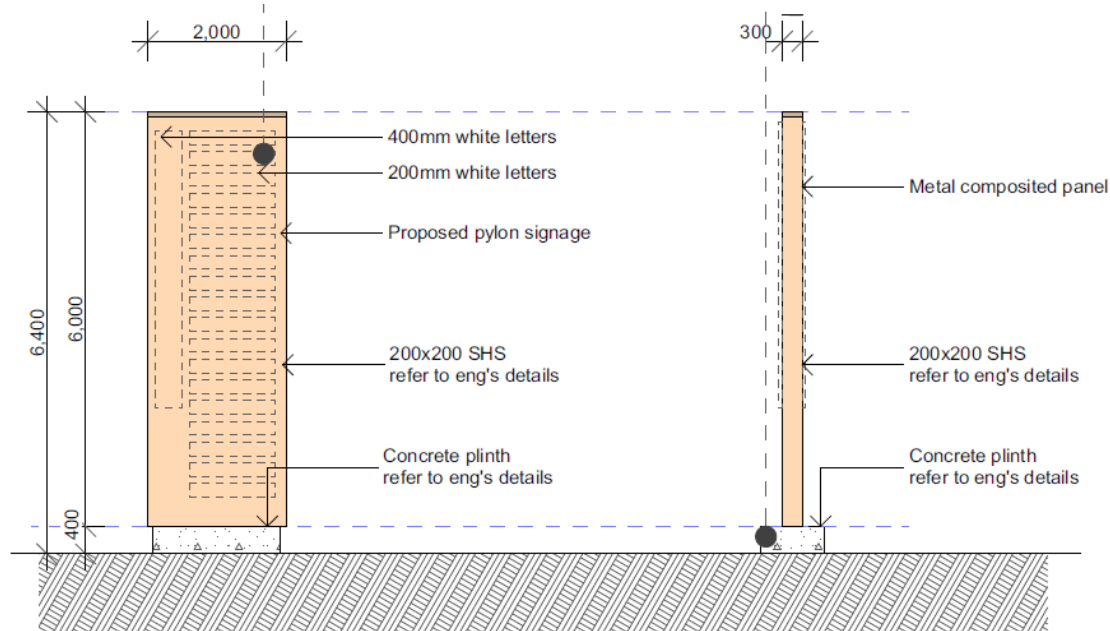 2,000
300
400mm white letters
200mm white letters
Metal composited panel
Proposed pylon signage
6,400
6,000
200x200 SHS
refer to eng's details
200x200 SHS
refer to eng's details
Concrete plinth
refer to eng's details
Concrete plinth
refer to eng's details
400